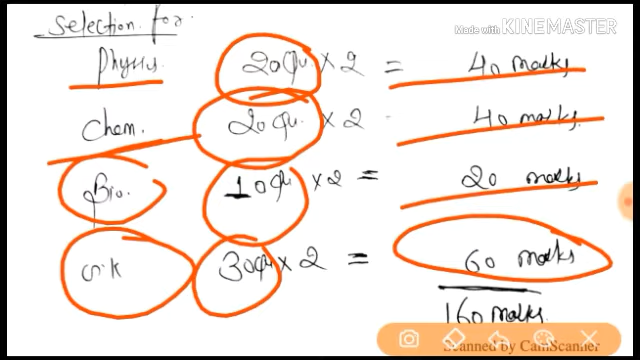 Selection for
Made with KINEMASTER
Physics 20 Qu. × 2 = 40 marks
Chem. 20 Qu. × 2 40 marks.
Bio. 10 Qu × 2 = 20 marks
G.K 30 Qu × 2 = 60 marks
160 marks.
Scanned by CamScanner